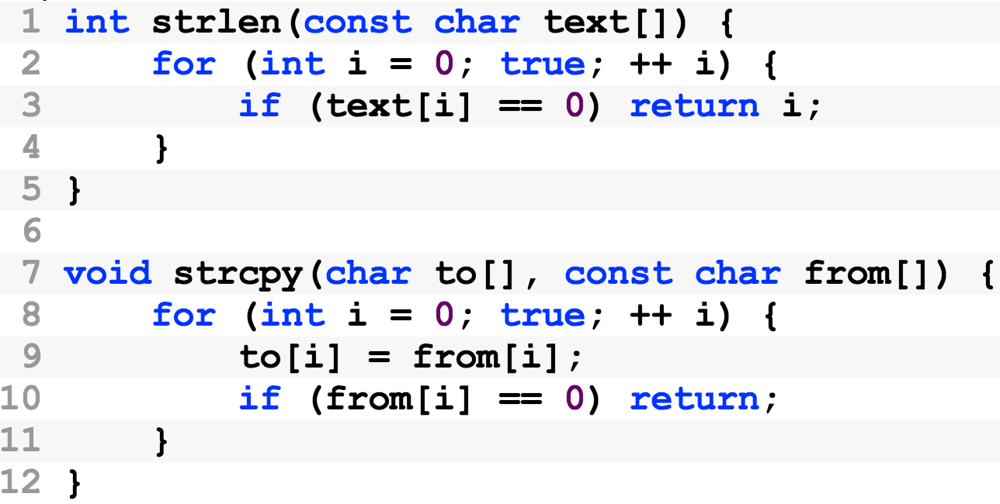 1 int strlen(const char text[]) {
2     for (int i = 0; true; ++ i) {
3         if (text[i] == 0) return i;
4     }
5 }
6
7 void strcpy(char to[], const char from[]) {
8     for (int i = 0; true; ++ i) {
9         to[i] = from[i];
10         if (from[i] == 0) return;
11     }
12 }